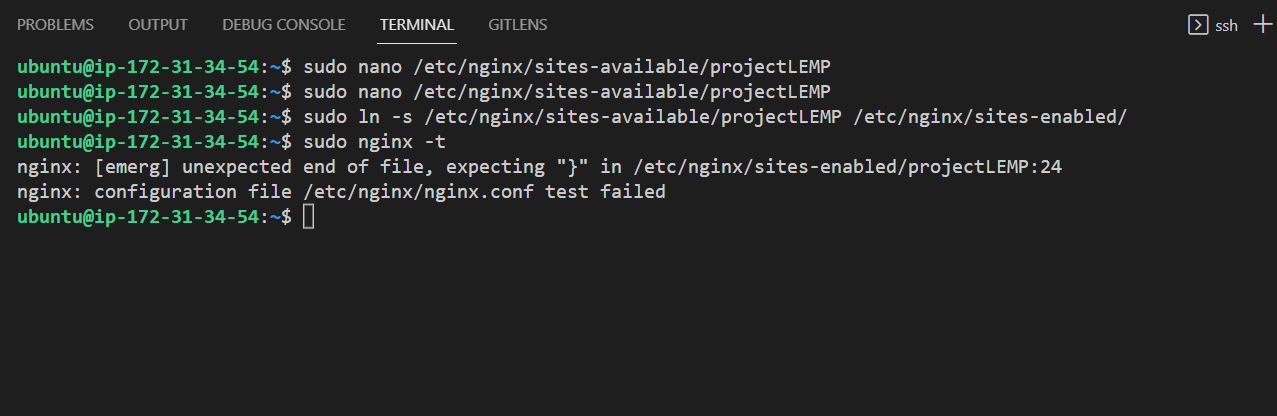 PROBLEMS OUTPUT DEBUG CONSOLE TERMINAL GITLENS ssh
ubuntu@ip-172-31-34-54:~$ sudo nano /etc/nginx/sites-available/projectLEMP
ubuntu@ip-172-31-34-54:~$ sudo nano /etc/nginx/sites-available/projectLEMP
ubuntu@ip-172-31-34-54:~$ sudo ln -s /etc/nginx/sites-available/projectLEMP /etc/nginx/sites-enabled/
ubuntu@ip-172-31-34-54:~$ sudo nginx -t
nginx: [emerg] unexpected end of file, expecting "}" in /etc/nginx/sites-enabled/projectLEMP:24
nginx: configuration file /etc/nginx/nginx.conf test failed
ubuntu@ip-172-31-34-54:~$